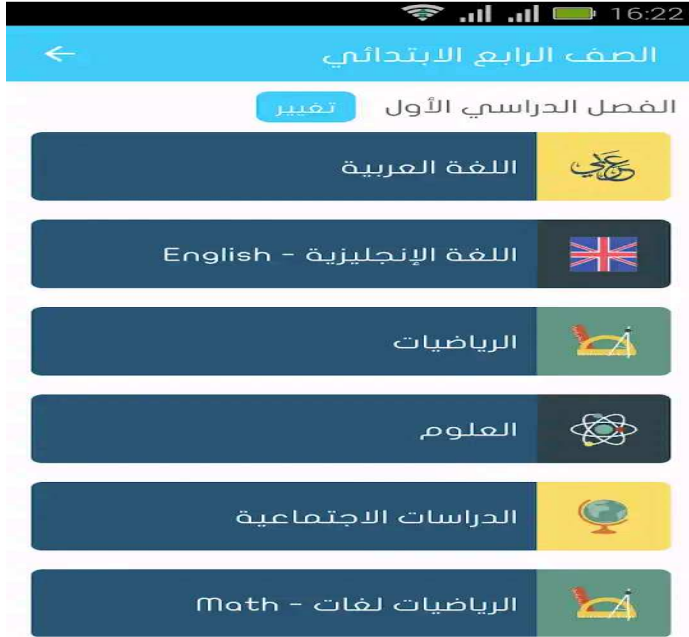 16:22
الصف الرابع الابتدائي
الفصل الدراسي الأول تغيير
اللغة العربية
اللغة الإنجليزية - English
الرياضيات
العلوم
الدراسات الاجتماعية
الرياضيات لغات - Math